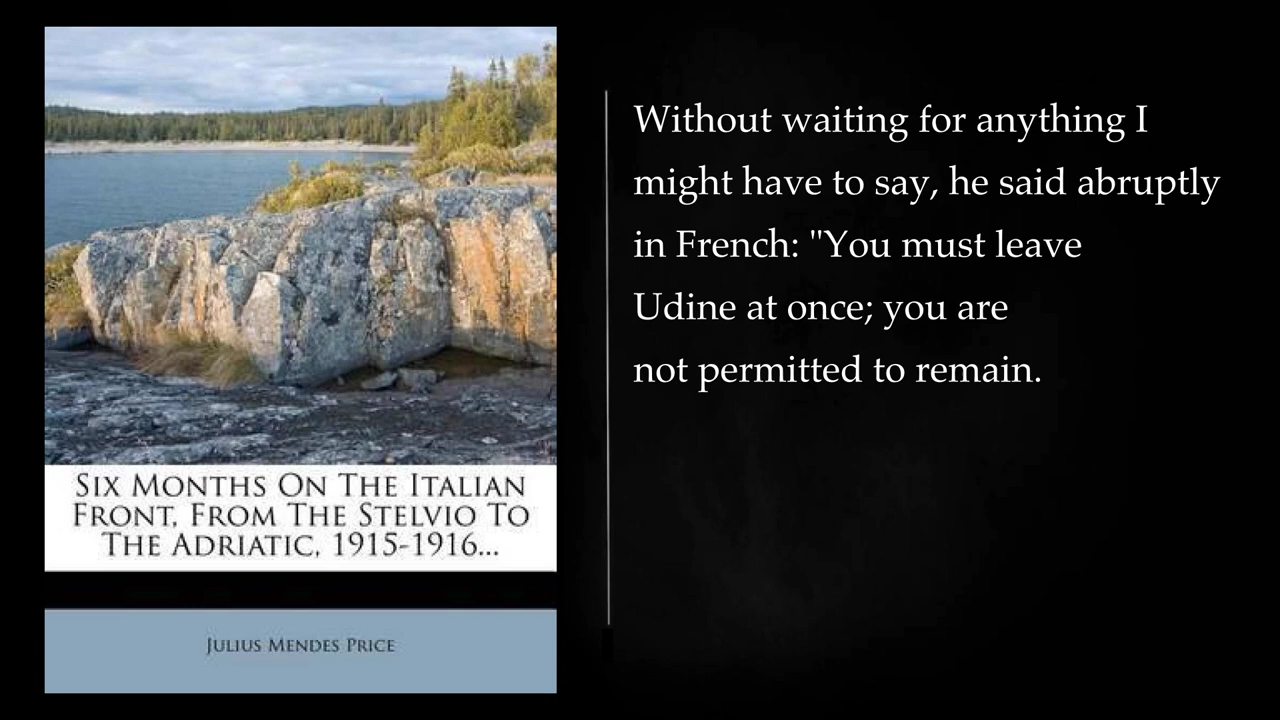 Six Months On The Italian
Front, From The Stelvio To
The Adriatic, 1915-1916...
Julius Mendes Price
Without waiting for anything I
might have to say, he said abruptly
in French: "You must leave
Udine at once; you are
not permitted to remain.